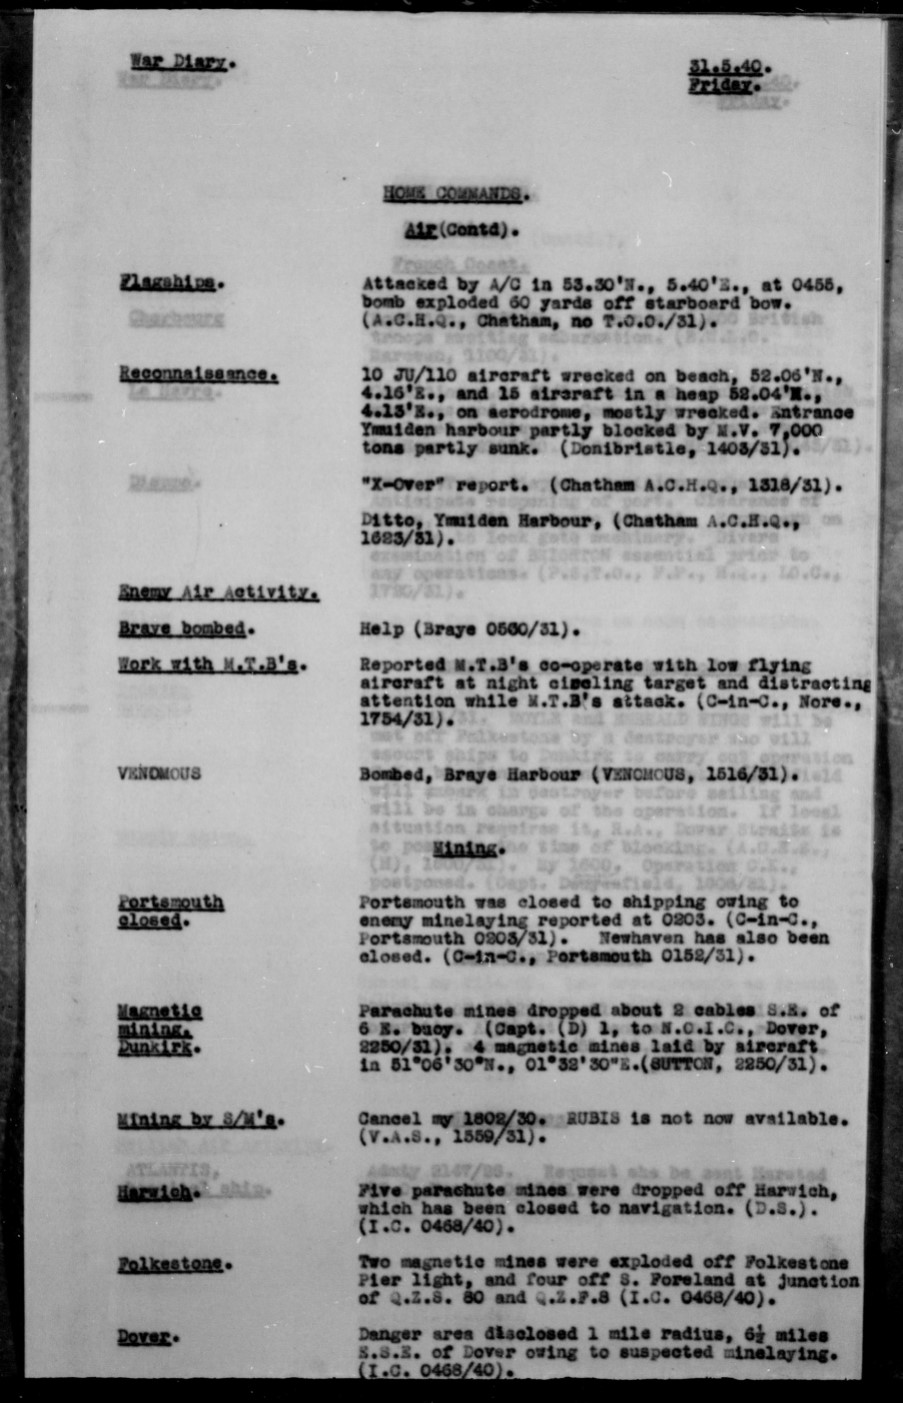 War Diary.
31.5.40.
Friday.
HOME COMMANDS.
Air (Contd).
Flagships.
Attacked by A/C in 53.30'N., 5.40'E., at 0455,
bomb exploded 60 yards off starboard bow.
(A.C.H.Q., Chatham, no T.O.O./31).
Reconnaissance.
10 JU/110 aircraft wrecked on beach, 52.06'N.,
4.16'E., and 15 aircraft in a heap 52.04'N.,
4.13'E., on aerodrome, mostly wrecked. Entrance
Ymuiden harbour partly blocked by M.V. 7,000
tons partly sunk. (Donibristle, 1403/31).
"X-Over" report. (Chatham A.C.H.Q., 1318/31).
Ditto, Ymuiden Harbour, (Chatham A.C.H.Q.,
1623/31).
Enemy Air Activity.
Braye bombed.
Help (Braye /31).
Work with M.T.B's.
Reported M.T.B's co-operate with low flying
aircraft at night target and distracting
attention while M.T.B's attack. (C-in-C., Nore.,
1754/31).
VENOMOUS
Bombed, Braye Harbour (VENOMOUS, 1516/31).
Mining.
Portsmouth
closed.
Portsmouth was closed to shipping owing to
enemy minelaying reported at 0203. (C-in-C.,
Portsmouth 0203/31). Newhaven has also been
closed. (C-in-C., Portsmouth 0152/31).
Magnetic
mining.
Dunkirk.
Parachute mines dropped about 2 cables S.E. of
6 E. buoy. (Capt. (D) 1, to N.O.I.C., Dover,
2250/31). 4 magnetic mines laid by aircraft
in 51°06'30"N., 01°32'30"E.(SUTTON, 2250/31).
Mining by S/M's.
Cancel my 1802/30. RUBIS is not now available.
(V.A.S., 1559/31).
Harwich.
Five parachute mines were dropped off Harwich,
which has been closed to navigation. (D.S.).
(I.C. 0468/40).
Folkestone.
Two magnetic mines were exploded off Folkestone
Pier light, and four off S. Foreland at junction
of Q.Z.S. 80 and Q.Z.F.8 (I.C. 0468/40).
Dover.
Danger area disclosed 1 mile radius, 6½ miles
E.S.E. of Dover owing to suspected minelaying.
(I.C. 0468/40).